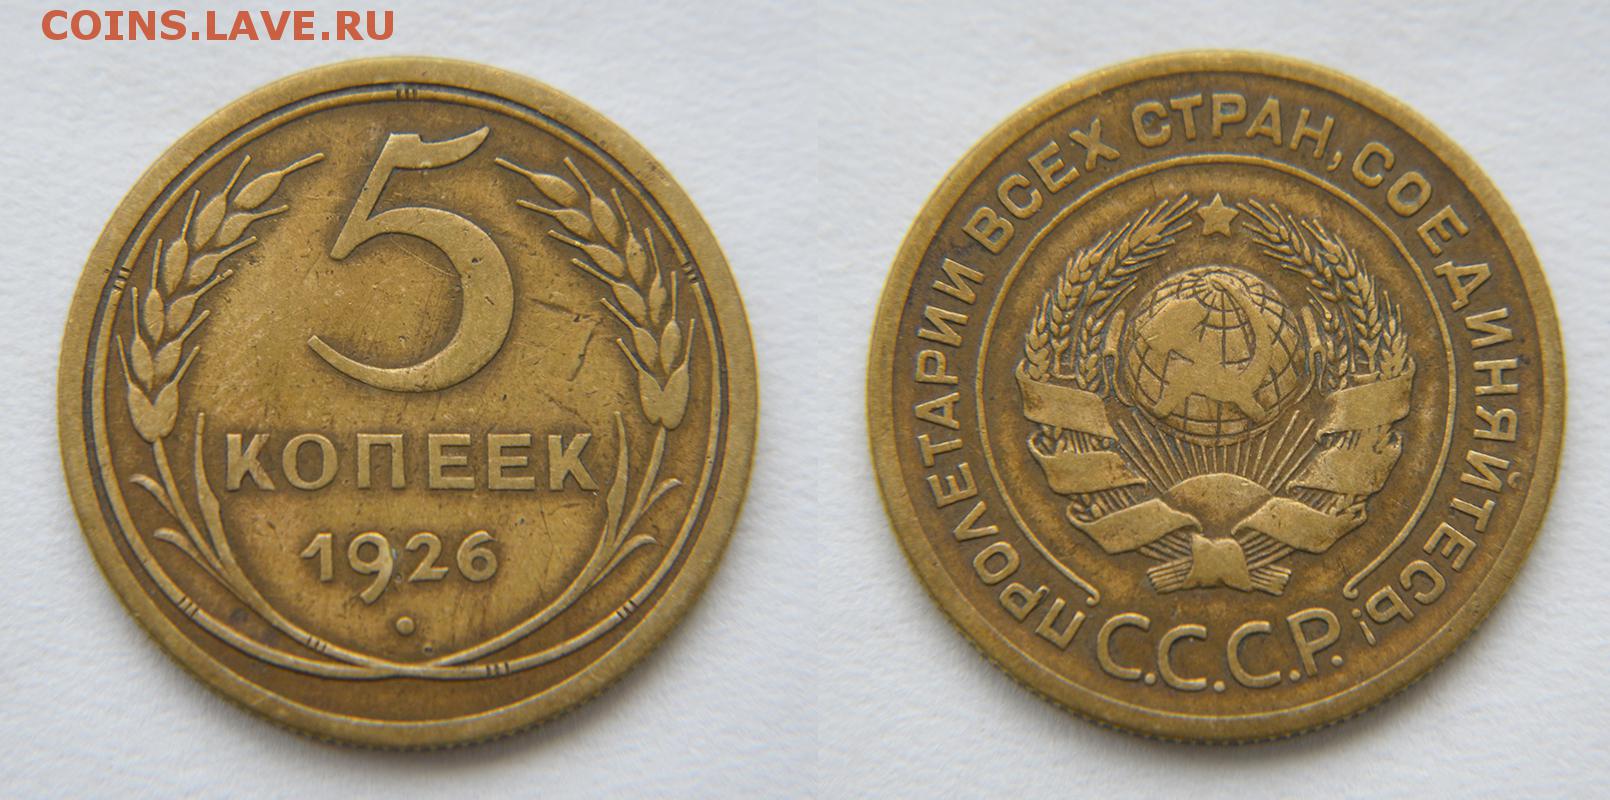 COINS.LAVE.RU
5
КОПЕЕК
1926
ПРОЛЕТАРИИ ВСЕХ СТРАН, СОЕДИНЯЙТЕСЬ!
С.С.С.Р.